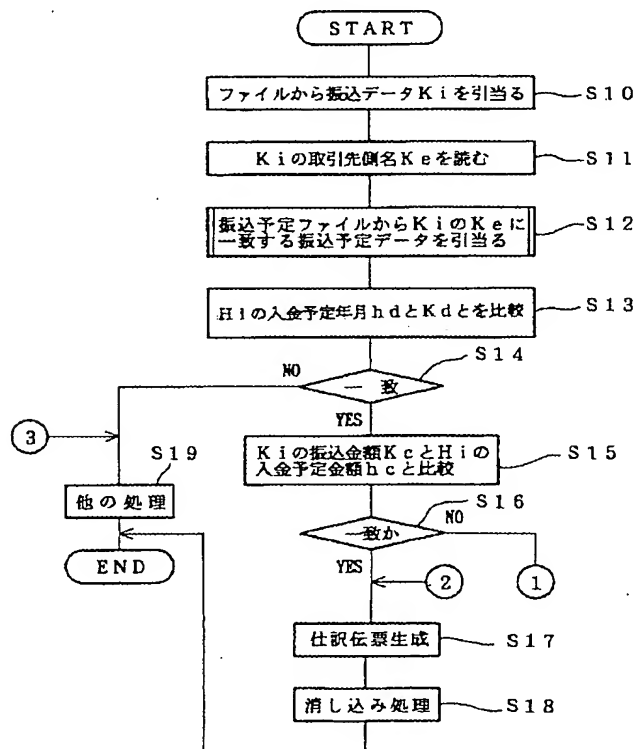 START
ファイルから振込データKiを引当る
S10
Kiの取引先側名Keを読む
S11
振込予定ファイルからKiのKeに
一致する振込予定データを引当る
S12
Hiの入金予定年月hdとKdとを比較
S13
S14
NO
一致
YES
3
Kiの振込金額KcとHiの
入金予定金額hcと比較
S15
S19
他の処理
S16
一致か
NO
END
YES
2
1
仕訳伝票生成
S17
消し込み処理
S18